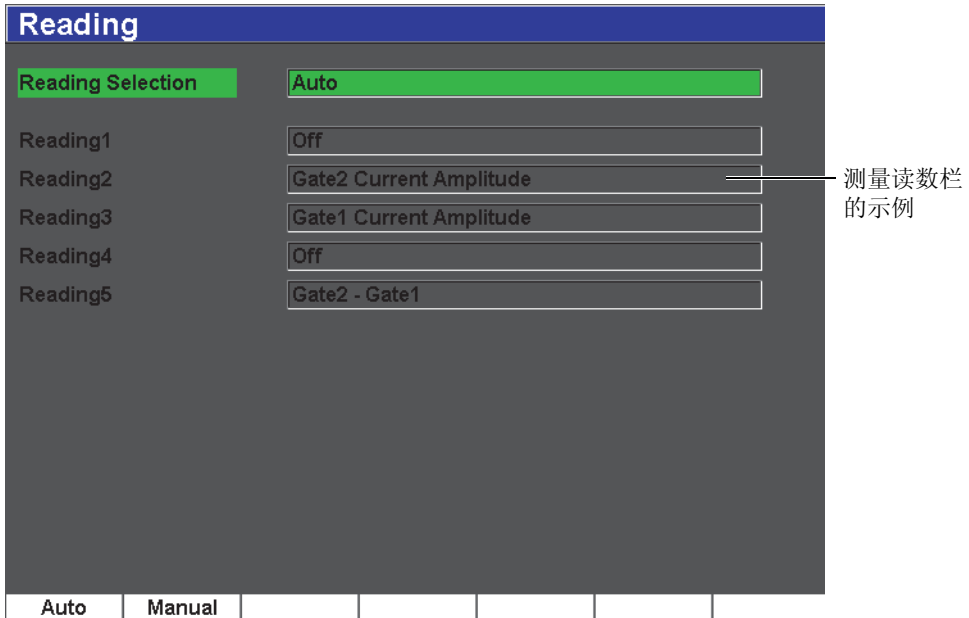 Reading
Reading Selection Auto
Reading1 Off
Reading2 Gate2 Current Amplitude
测量读数栏
的示例
Reading3 Gate1 Current Amplitude
Reading4 Off
Reading5 Gate2 - Gate1
Auto Manual